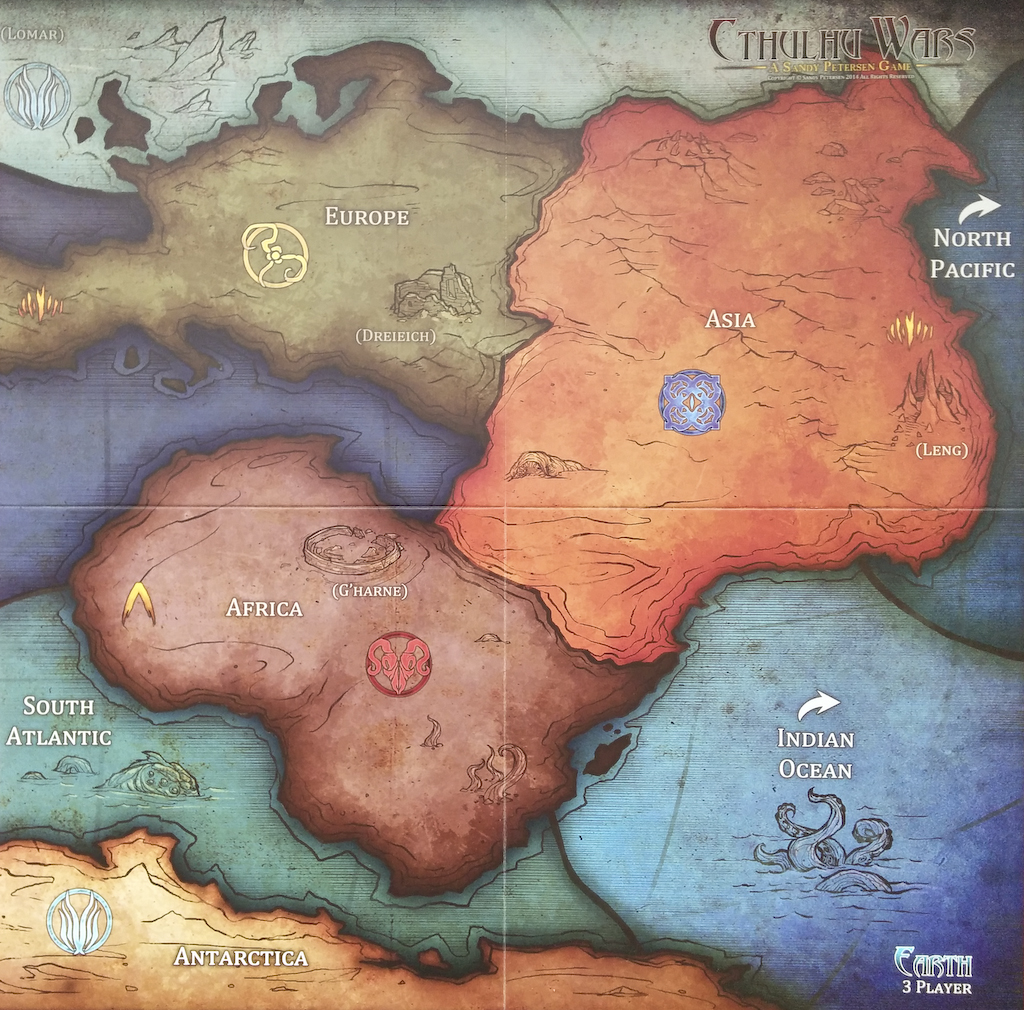 (Lomar)
Cthulhu Wars
A Sandy Petersen Game
Copyright © Sandy Petersen 2014 All Rights Reserved
Europe
North
Pacific
Asia
(Dreieich)
(Leng)
(G'harne)
Africa
South
Atlantic
Indian
Ocean
Antarctica
Earth
3 Player